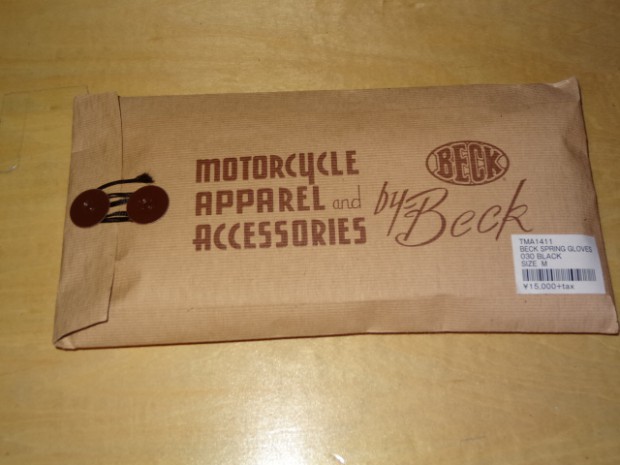 MOTORCYCLE
APPAREL and
ACCESSORIES
by Beck
BECK
TMA1411
BECK SPRING GLOVES
030 BLACK
SIZE M
¥15,000+tax